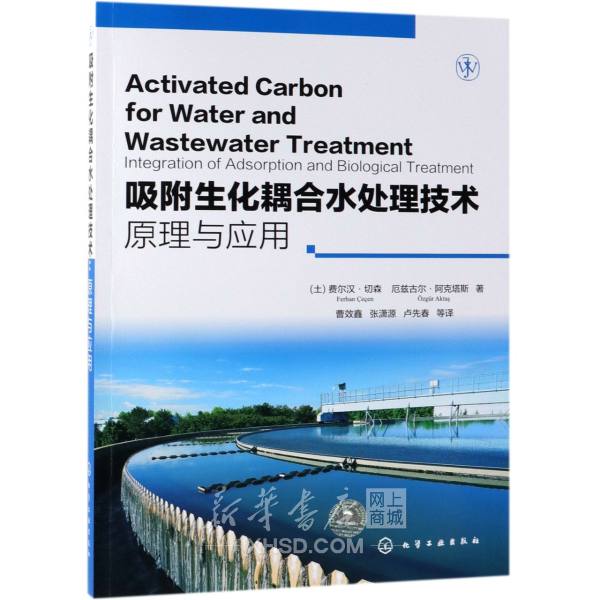 Activated Carbon
for Water and
Wastewater Treatment
Integration of Adsorption and Biological Treatment
吸附生化耦合水处理技术
原理与应用
(土) 费尔汉·切森 厄兹古尔·阿克塔斯 著
Ferhan Çeçen Özgür Aktaş
曹效鑫 张潇源 卢先春 等译
吸附生化耦合水处理技术:原理与应用
新華書店
网上
商城
XHSD.COM
化学工业出版社